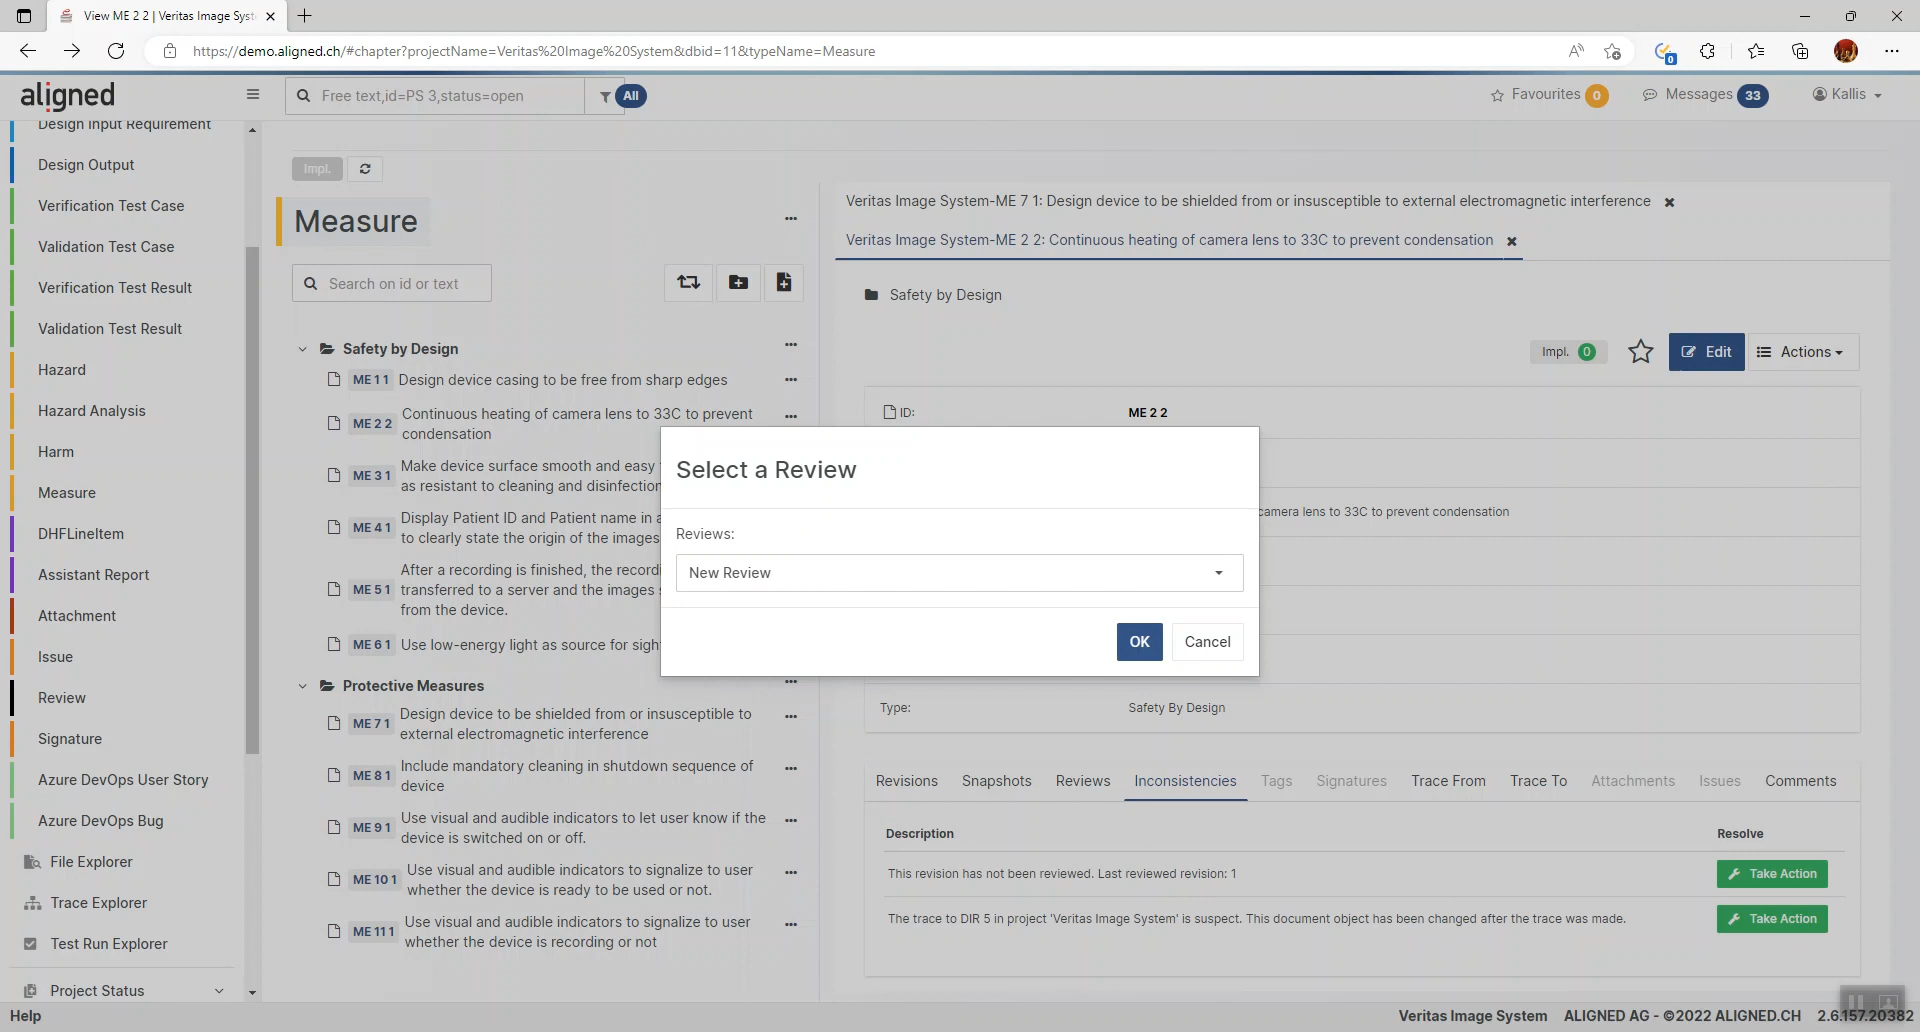 View ME 2 2 | Veritas Image Syst
https://demo.aligned.ch/#chapter?projectName=Veritas%20Image%20System&dbid=11&typeName=Measure
0
aligned
Free text,id=PS 3,status=open
All
Favourites 0
Messages 33
Kallis
Design Input Requirement
Design Output
Verification Test Case
Validation Test Case
Verification Test Result
Validation Test Result
Hazard
Hazard Analysis
Harm
Measure
DHFLineItem
Assistant Report
Attachment
Issue
Review
Signature
Azure DevOps User Story
Azure DevOps Bug
File Explorer
Trace Explorer
Test Run Explorer
Project Status
Help
Impl.
Measure
Search on id or text
Safety by Design
ME 1 1 Design device casing to be free from sharp edges
ME 2 2 Continuous heating of camera lens to 33C to prevent
condensation
ME 3 1 Make device surface smooth and easy
as resistant to cleaning and disinfection
ME 4 1 Display Patient ID and Patient name in a
to clearly state the origin of the images
ME 5 1 After a recording is finished, the recordi
transferred to a server and the images s
from the device.
ME 6 1 Use low-energy light as source for sigh
Protective Measures
ME 7 1 Design device to be shielded from or insusceptible to
external electromagnetic interference
ME 8 1 Include mandatory cleaning in shutdown sequence of
device
ME 9 1 Use visual and audible indicators to let user know if the
device is switched on or off.
ME 10 1 Use visual and audible indicators to signalize to user
whether the device is ready to be used or not.
ME 11 1 Use visual and audible indicators to signalize to user
whether the device is recording or not
Veritas Image System-ME 7 1: Design device to be shielded from or insusceptible to external electromagnetic interference
Veritas Image System-ME 2 2: Continuous heating of camera lens to 33C to prevent condensation
Safety by Design
Impl. 0
Edit
Actions
ID: ME 2 2
camera lens to 33C to prevent condensation
Type: Safety By Design
Select a Review
Reviews:
New Review
OK
Cancel
Revisions Snapshots Reviews Inconsistencies Tags Signatures Trace From Trace To Attachments Issues Comments
Description Resolve
This revision has not been reviewed. Last reviewed revision: 1 Take Action
The trace to DIR 5 in project 'Veritas Image System' is suspect. This document object has been changed after the trace was made. Take Action
Veritas Image System ALIGNED AG - ©2022 ALIGNED.CH 2.6.157.20382